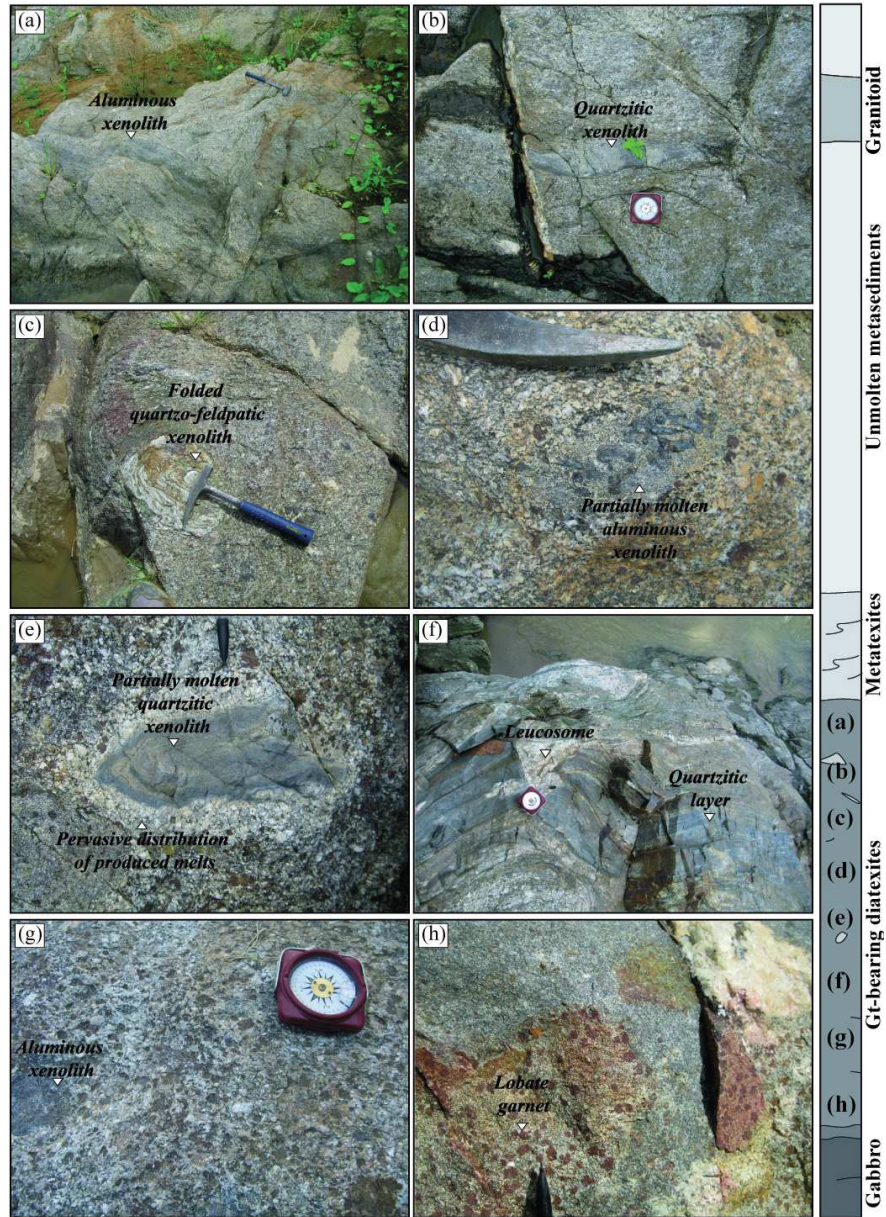 (a)
Aluminous
xenolith
(b)
Quartzitic
xenolith
(c)
Folded
quartzo-feldpatic
xenolith
(d)
Partially molten
aluminous
xenolith
(e)
Partially molten
quartzitic
xenolith
Pervasive distribution
of produced melts
(f)
Leucosome
Quartzitic
layer
(g)
Aluminous
xenolith
(h)
Lobate
garnet
Granitoid
Unmolten metasediments
Metatexites
Gt-bearing diatexites
Gabbro
(a)
(b)
(c)
(d)
(e)
(f)
(g)
(h)